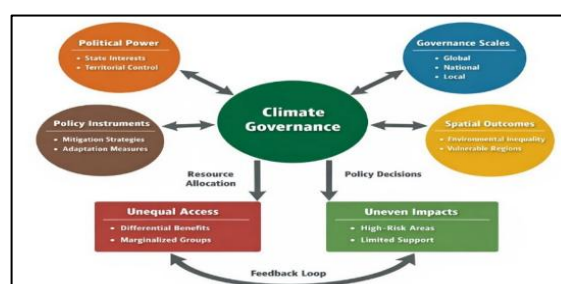 Political Power
• State Interests
• Territorial Control
Governance Scales
• Global
• National
• Local
Climate
Governance
Policy Instruments
• Mitigation Strategies
• Adaptation Measures
Spatial Outcomes
• Environmental Inequality
• Vulnerable Regions
Resource
Allocation
Policy Decisions
Unequal Access
• Differential Benefits
• Marginalized Groups
Uneven Impacts
• High-Risk Areas
• Limited Support
Feedback Loop